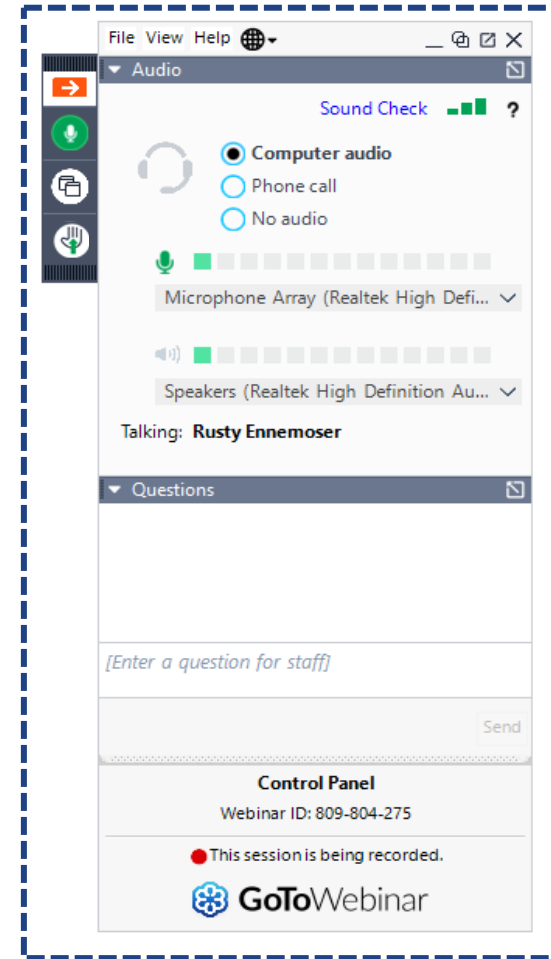 File View Help
Audio
Sound Check ?
Computer audio
Phone call
No audio
Microphone Array (Realtek High Defi...
Speakers (Realtek High Definition Au...
Talking: Rusty Ennemoser
Questions
[Enter a question for staff]
Send
Control Panel
Webinar ID: 809-804-275
This session is being recorded.
GoToWebinar